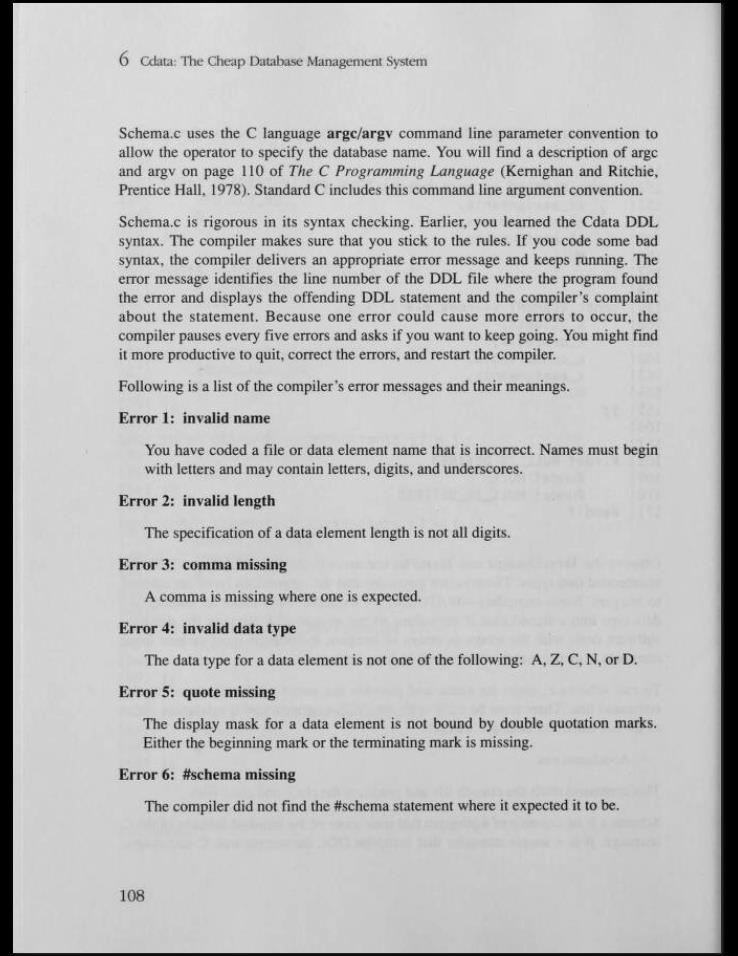 6 Cdata: The Cheap Database Management System
Schema.c uses the C language argc/argv command line parameter convention to
allow the operator to specify the database name. You will find a description of argc
and argv on page 110 of The C Programming Language (Kernighan and Ritchie,
Prentice Hall, 1978). Standard C includes this command line argument convention.
Schema.c is rigorous in its syntax checking. Earlier, you learned the Cdata DDL
syntax. The compiler makes sure that you stick to the rules. If you code some bad
syntax, the compiler delivers an appropriate error message and keeps running. The
error message identifies the line number of the DDL file where the program found
the error and displays the offending DDL statement and the compiler's complaint
about the statement. Because one error could cause more errors to occur, the
compiler pauses every five errors and asks if you want to keep going. You might find
it more productive to quit, correct the errors, and restart the compiler.
Following is a list of the compiler's error messages and their meanings.
Error 1: invalid name
You have coded a file or data element name that is incorrect. Names must begin
with letters and may contain letters, digits, and underscores.
Error 2: invalid length
The specification of a data element length is not all digits.
Error 3: comma missing
A comma is missing where one is expected.
Error 4: invalid data type
The data type for a data element is not one of the following: A, Z, C, N, or D.
Error 5: quote missing
The display mask for a data element is not bound by double quotation marks.
Either the beginning mark or the terminating mark is missing.
Error 6: #schema missing
The compiler did not find the #schema statement where it expected it to be.
108